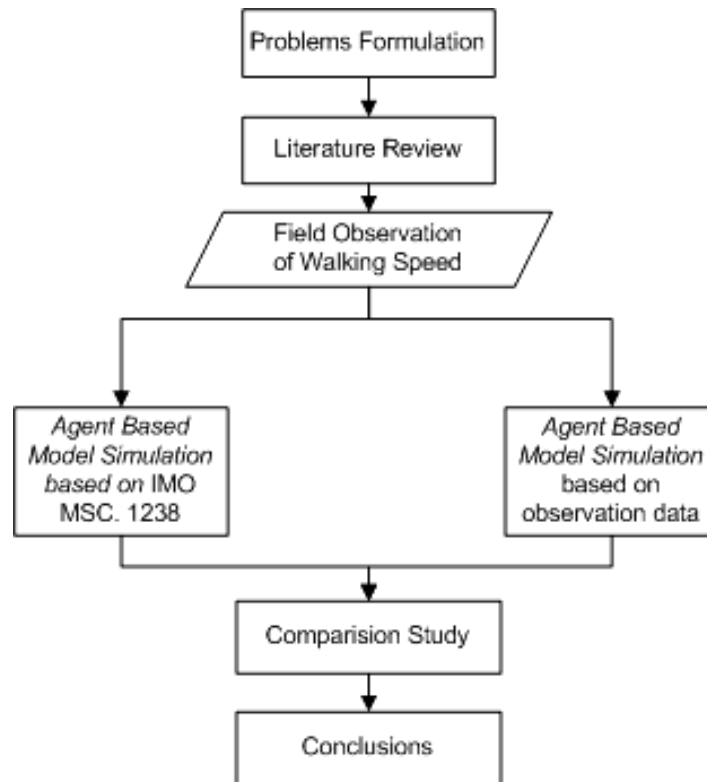 Problems Formulation
Literature Review
Field Observation
of Walking Speed
Agent Based
Model Simulation
based on IMO
MSC. 1238
Agent Based
Model Simulation
based on
observation data
Comparision Study
Conclusions